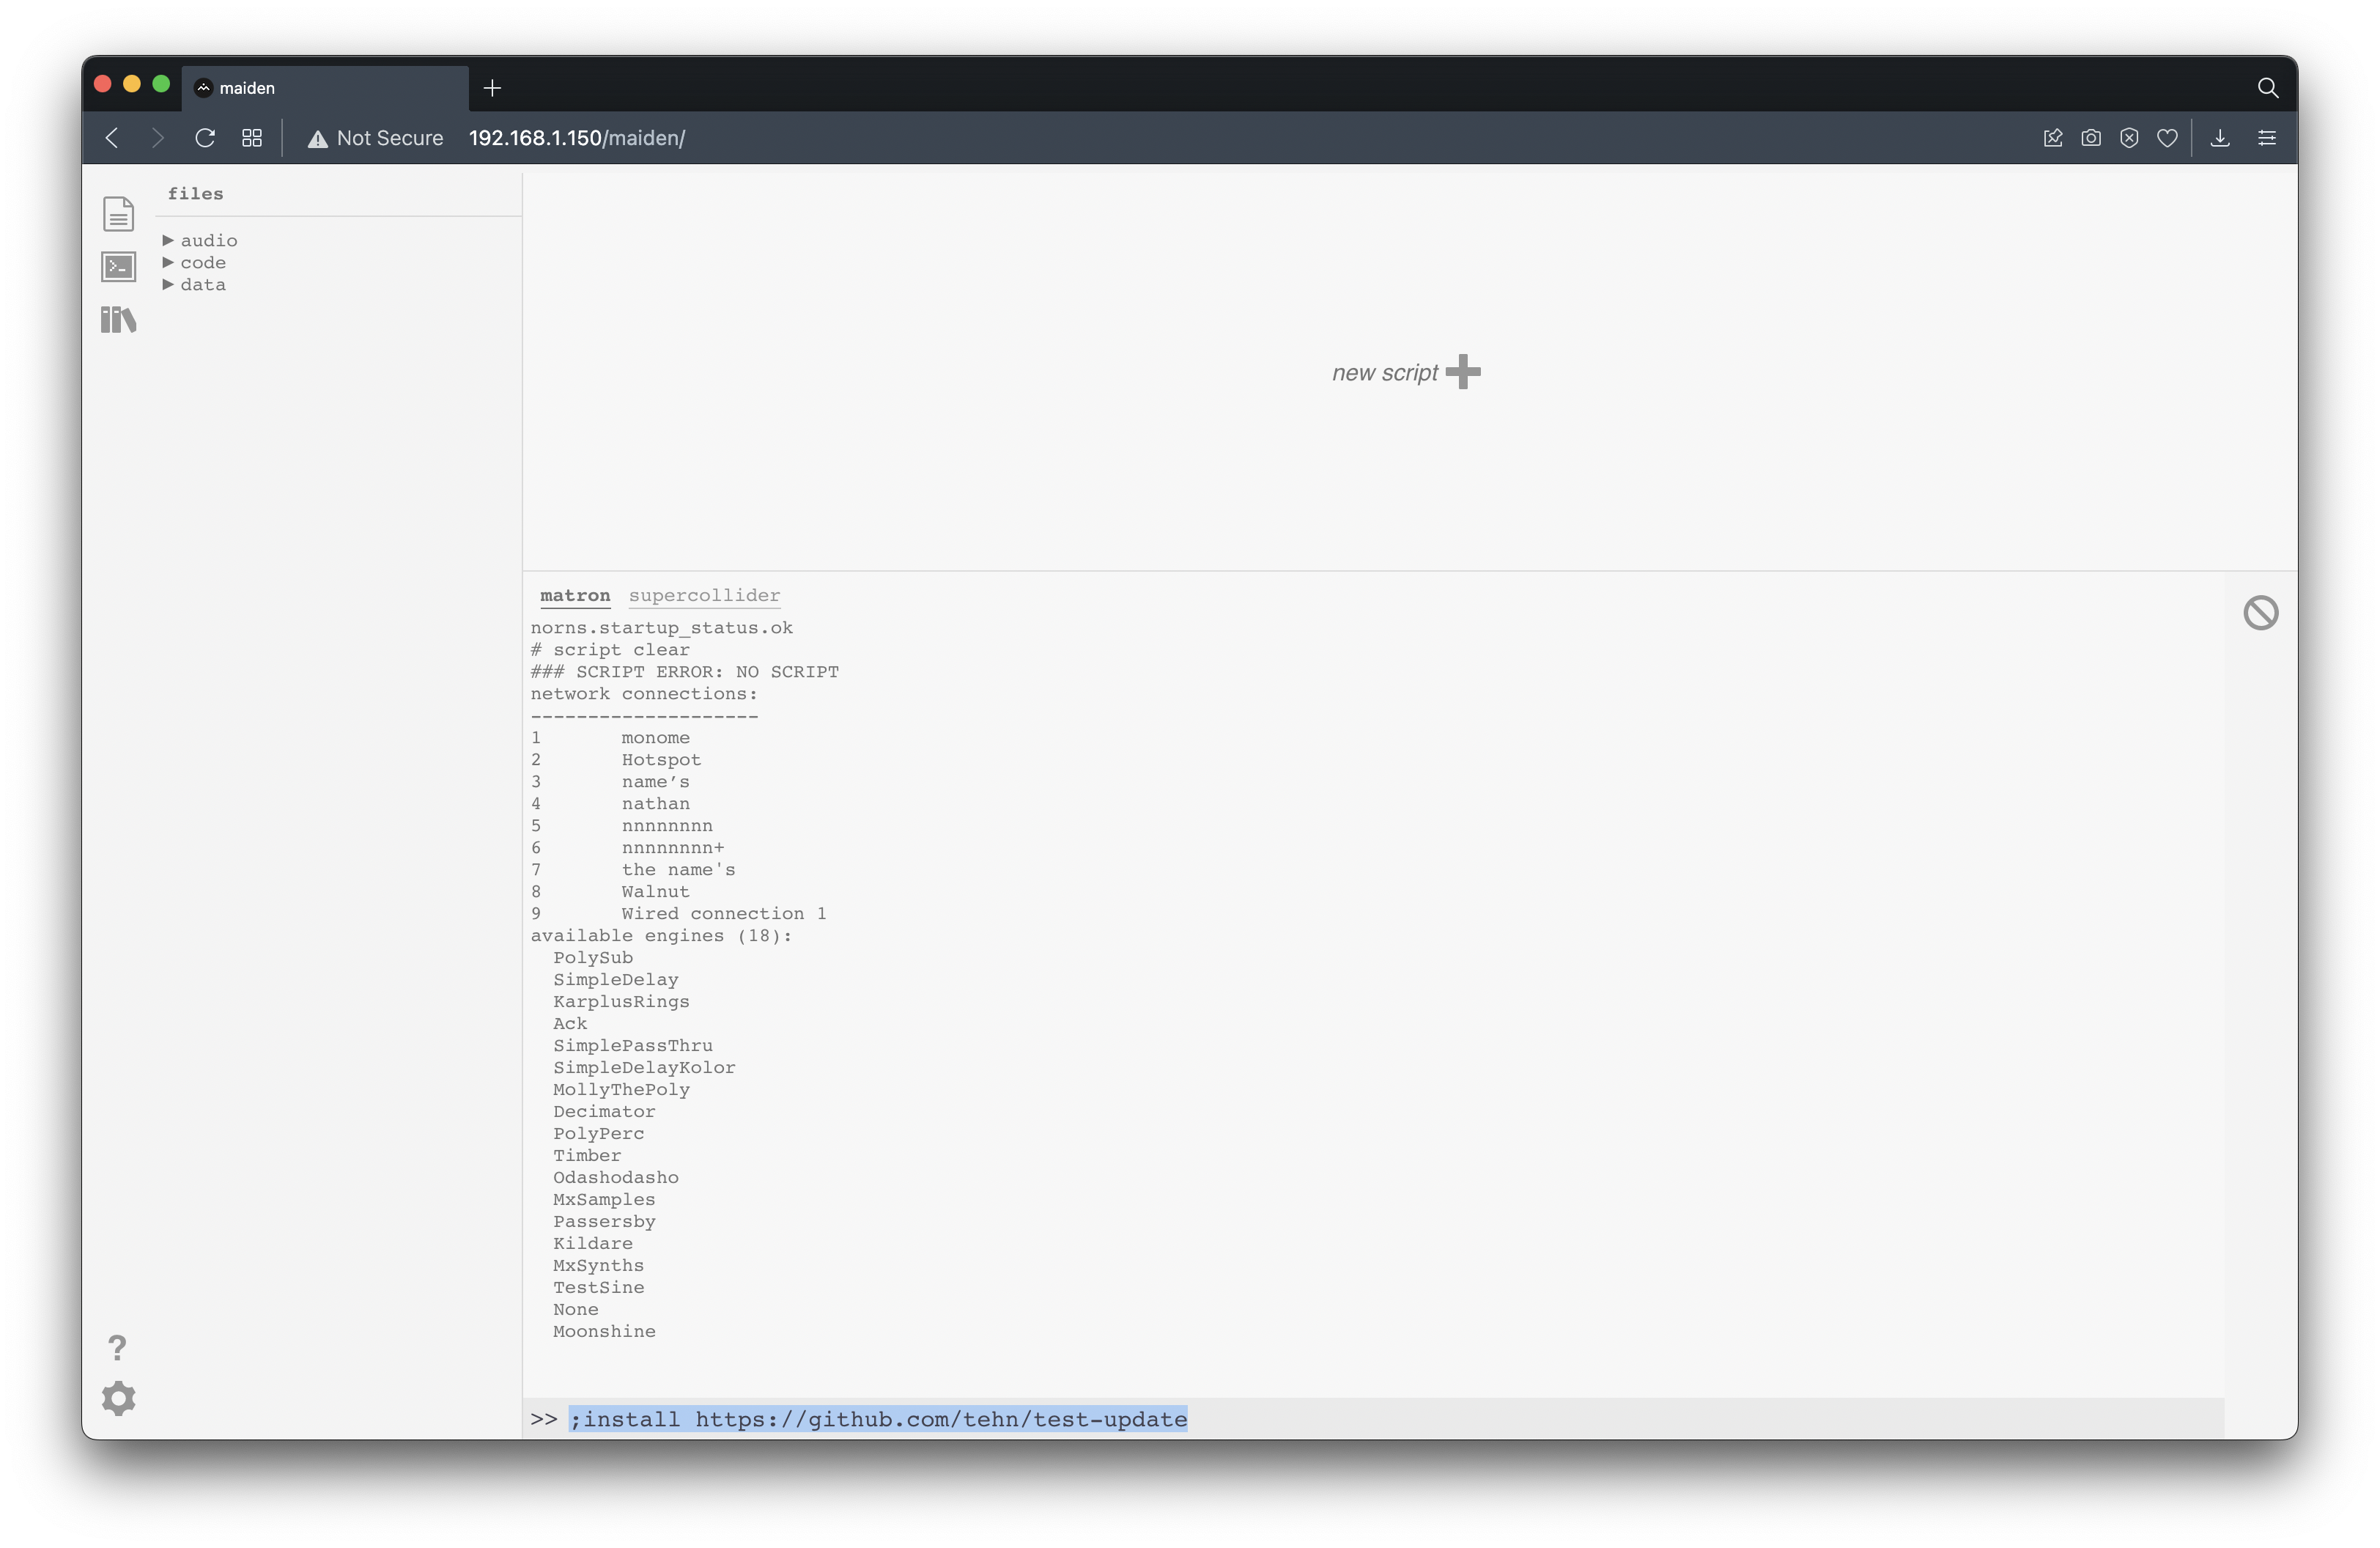 maiden
Not Secure 192.168.1.150/maiden/
files
audio
code
data
new script
matron supercollider
norns.startup_status.ok
# script clear
### SCRIPT ERROR: NO SCRIPT
network connections:
--------------------
1 monome
2 Hotspot
3 name’s
4 nathan
5 nnnnnnnn
6 nnnnnnnn+
7 the name's
8 Walnut
9 Wired connection 1
available engines (18):
PolySub
SimpleDelay
KarplusRings
Ack
SimplePassThru
SimpleDelayKolor
MollyThePoly
Decimator
PolyPerc
Timber
Odashodasho
MxSamples
Passersby
Kildare
MxSynths
TestSine
None
Moonshine
?
>> ;install https://github.com/tehn/test-update